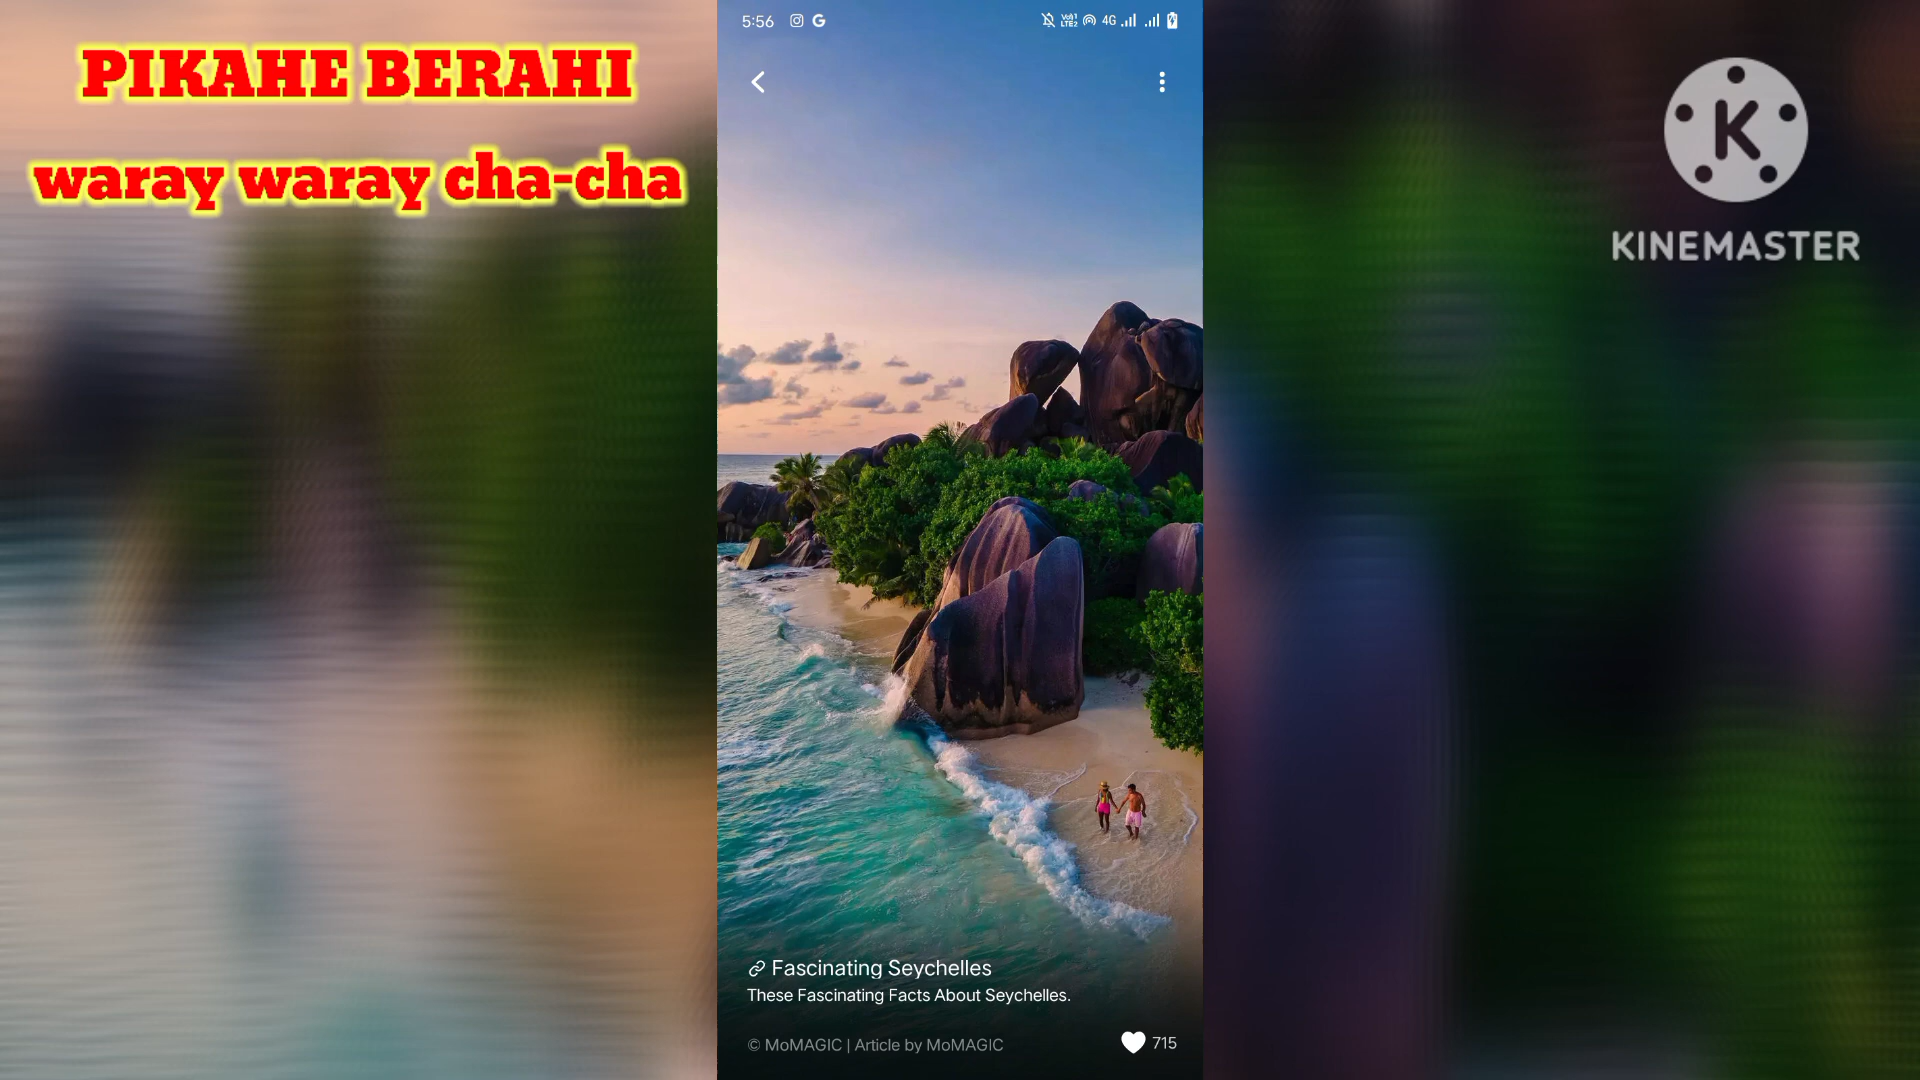 PIKAHE BERAHI
waray waray cha-cha
5:56
4G
KINEMASTER
Fascinating Seychelles
These Fascinating Facts About Seychelles.
© MoMAGIC | Article by MoMAGIC
715